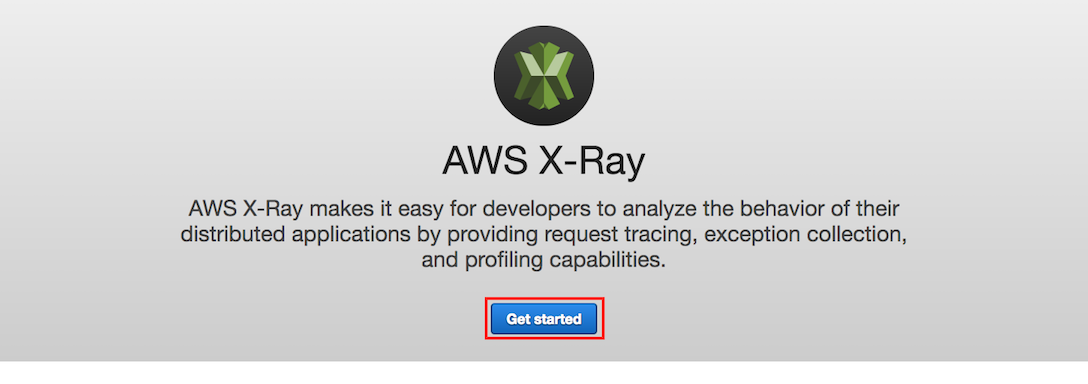 AWS X-Ray
AWS X-Ray makes it easy for developers to analyze the behavior of their
distributed applications by providing request tracing, exception collection,
and profiling capabilities.
Get started